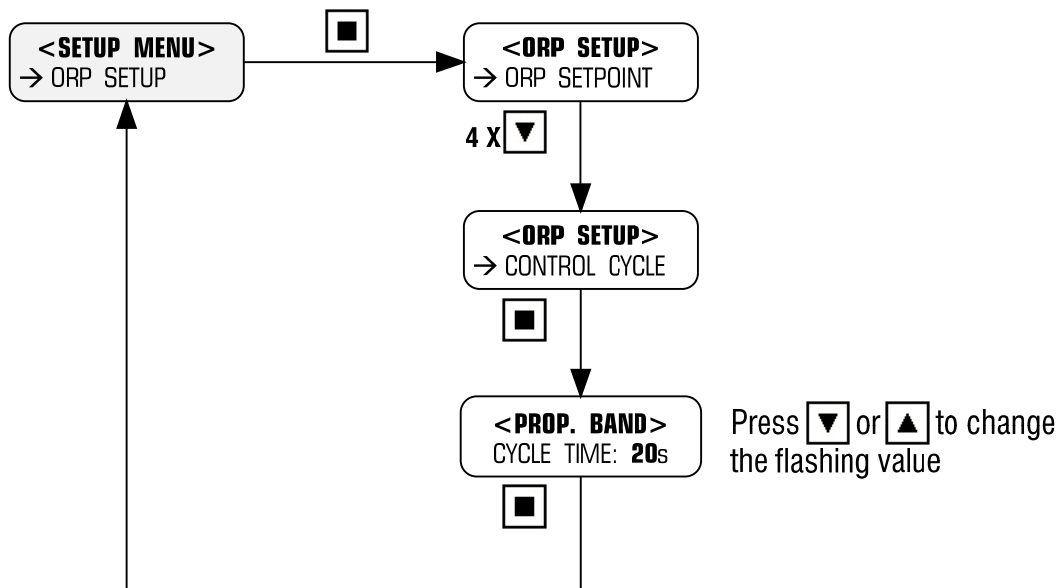 <SETUP MENU>
→ ORP SETUP
<ORP SETUP>
→ ORP SETPOINT
4 X
<ORP SETUP>
→ CONTROL CYCLE
<PROP. BAND>
CYCLE TIME: 20s
Press ▼ or ▲ to change
the flashing value